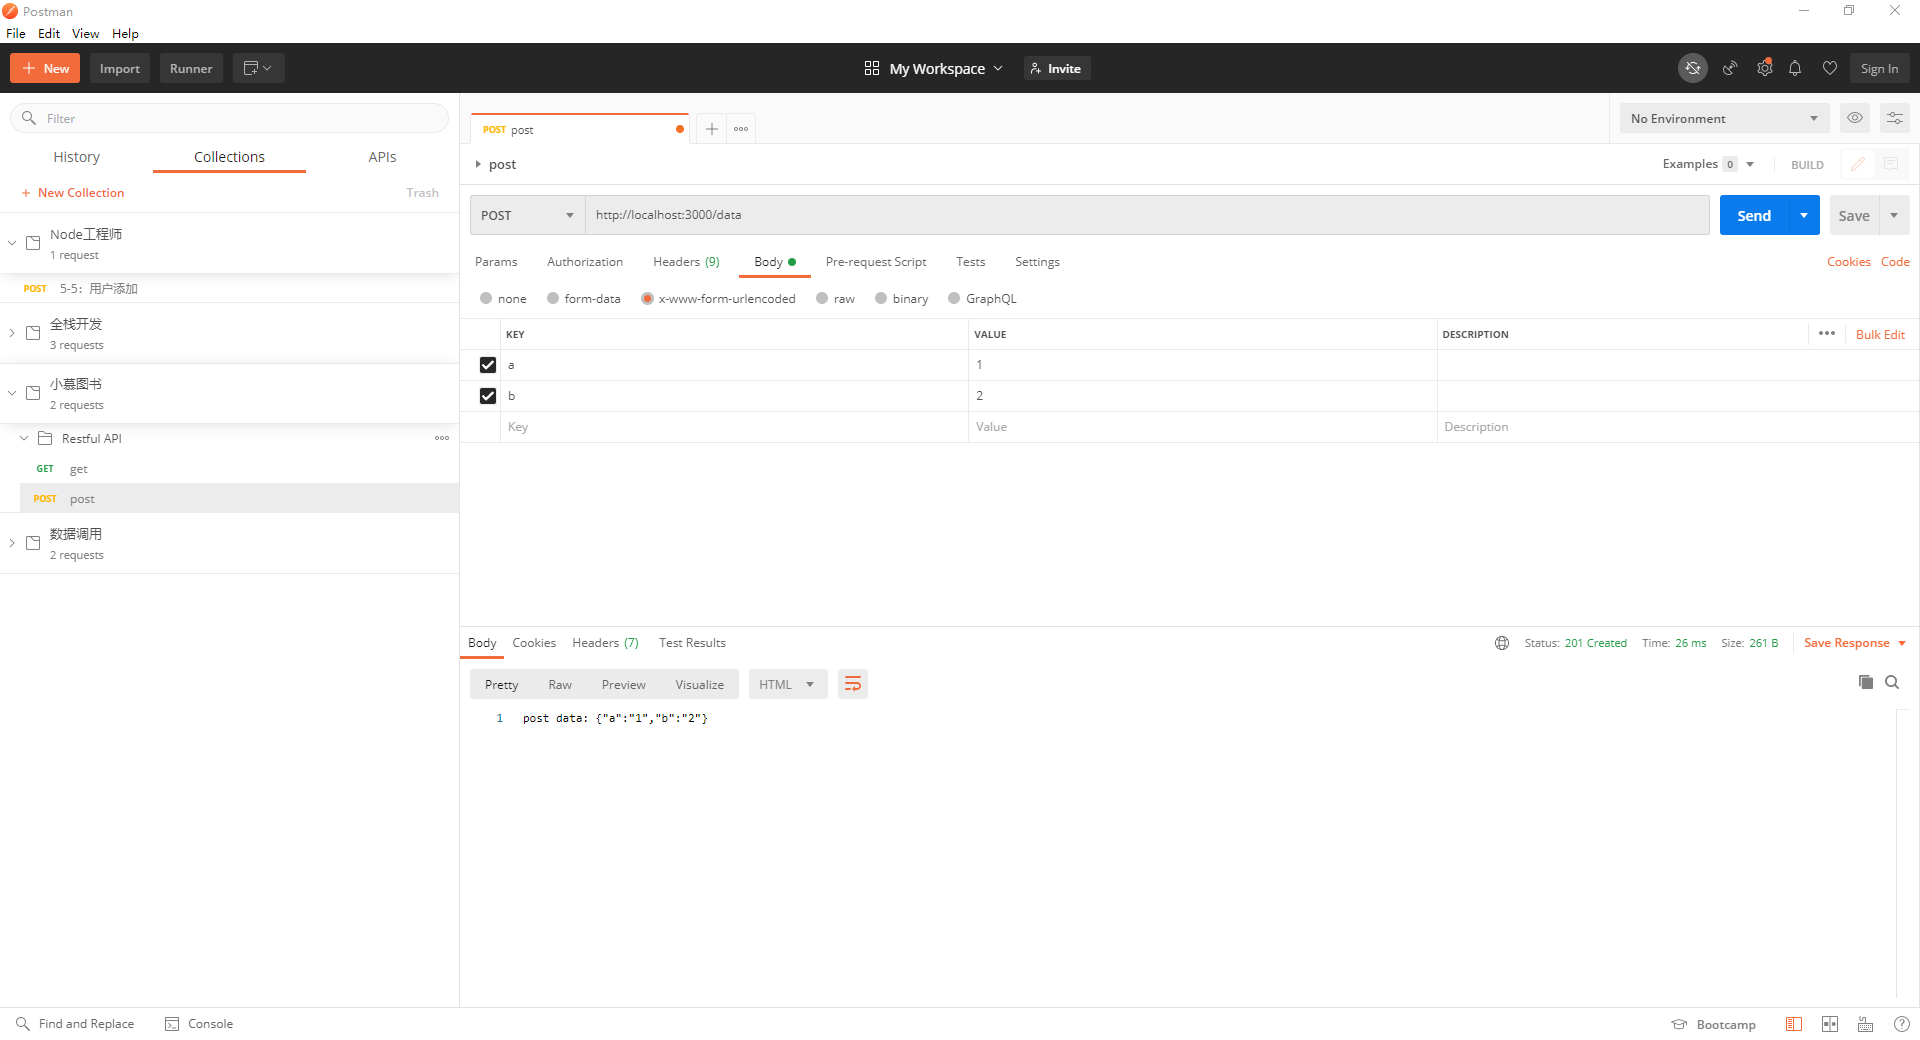 Postman
File Edit View Help
New Import Runner My Workspace Invite Sign In
Filter
History Collections APIs
+ New Collection Trash
Node工程师
1 request
POST 5-5：用户添加
全栈开发
3 requests
小慕图书
2 requests
Restful API
GET get
POST post
数据调用
2 requests
POST post
No Environment
post
Examples 0 BUILD
POST http://localhost:3000/data Send Save
Params Authorization Headers (9) Body Pre-request Script Tests Settings Cookies Code
none form-data x-www-form-urlencoded raw binary GraphQL
KEY VALUE DESCRIPTION Bulk Edit
a 1
b 2
Key Value Description
Body Cookies Headers (7) Test Results Status: 201 Created Time: 26 ms Size: 261 B Save Response
Pretty Raw Preview Visualize HTML
1 post data: {"a":"1","b":"2"}
Find and Replace Console Bootcamp